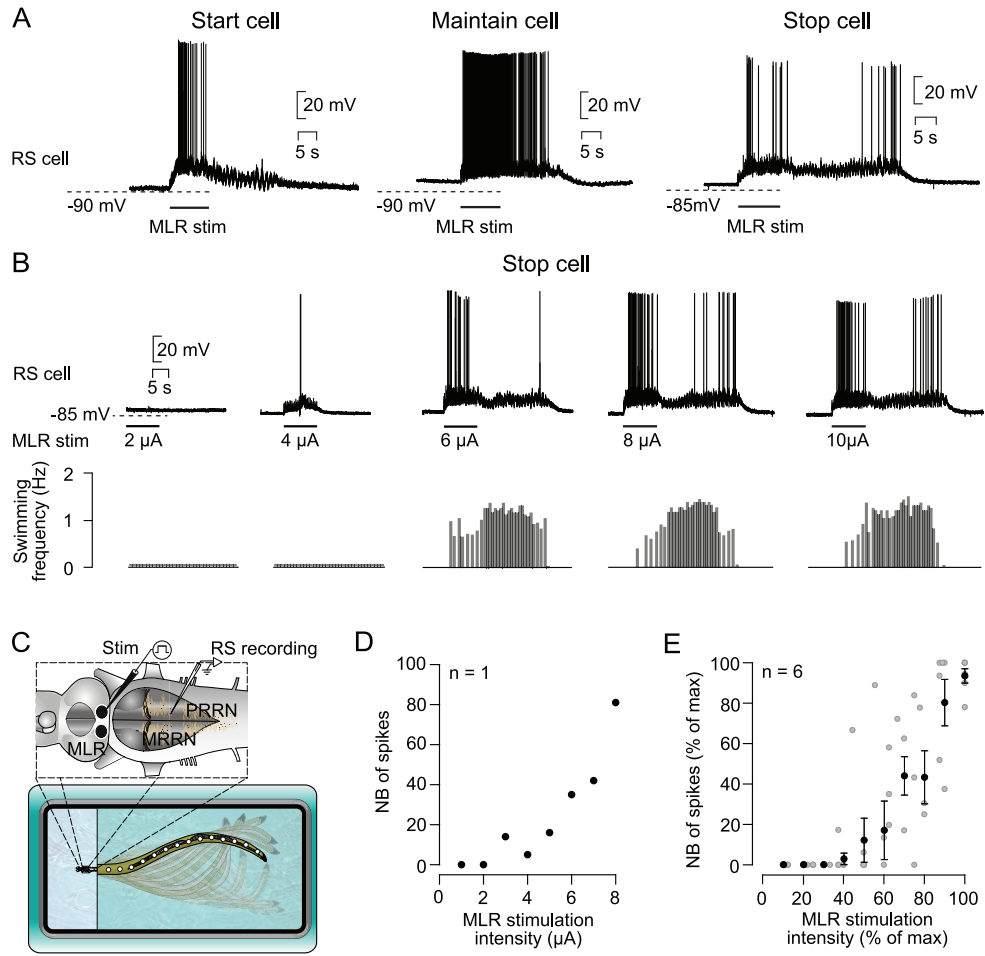 A
Start cell
Maintain cell
Stop cell
20 mV
5 s
20 mV
5 s
20 mV
5 s
RS cell
-90 mV
-90 mV
-85mV
MLR stim
MLR stim
MLR stim
B
Stop cell
20 mV
5 s
RS cell
-85 mV
MLR stim
2 µA
4 µA
6 µA
8 µA
10µA
Swimming
frequency (Hz)
2
1
0
C
Stim
RS recording
PRRN
MLR
MRRN
D
n = 1
NB of spikes
100
80
60
40
20
0
0 2 4 6 8
MLR stimulation
intensity (µA)
E
n = 6
NB of spikes (% of max)
100
80
60
40
20
0
0 20 40 60 80 100
MLR stimulation
intensity (% of max)